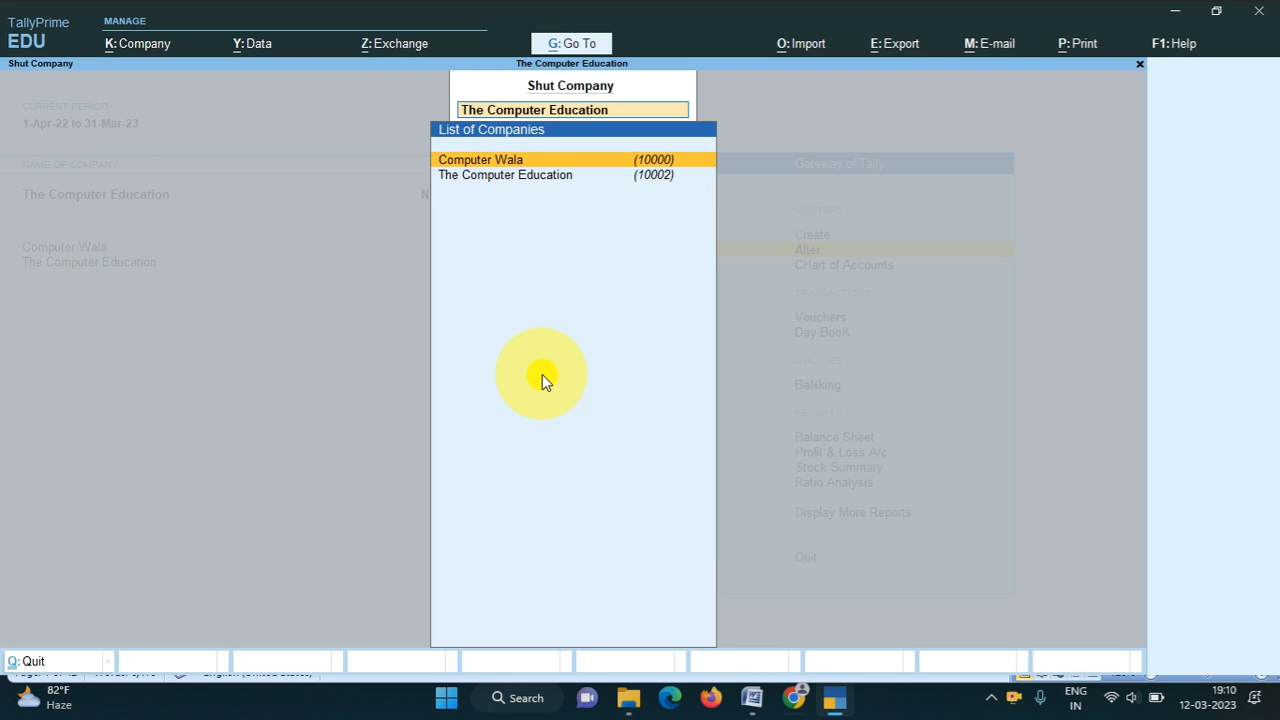 TallyPrime
EDU
MANAGE
K: Company
Y: Data
Z: Exchange
G: Go To
O: Import
E: Export
M: E-mail
P: Print
F1: Help
Shut Company
The Computer Education
Shut Company
The Computer Education
List of Companies
Computer Wala (10000)
The Computer Education (10002)
CURRENT PERIOD
1-Apr-22 to 31-Mar-23
NAME OF COMPANY
The Computer Education
Computer Wala
The Computer Education
Gateway of Tally
MASTERS
Create
Alter
CHart of Accounts
TRANSACTIONS
Vouchers
Day BooK
UTILITIES
BaNking
REPORTS
Balance Sheet
Profit & Loss A/c
Stock Summary
Ratio Analysis
Display More Reports
Quit
Q: Quit
82°F
Haze
Search
ENG
IN
19:10
12-03-2023